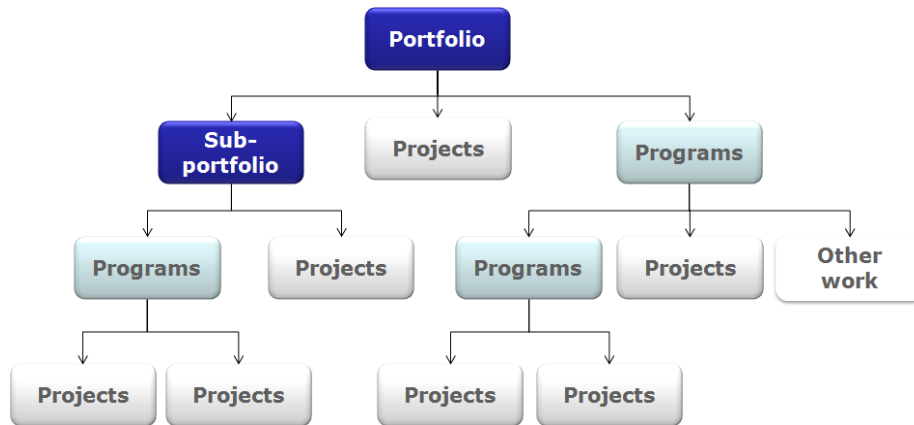 Portfolio
Sub-
portfolio
Projects
Programs
Programs
Projects
Programs
Projects
Other
work
Projects
Projects
Projects
Projects